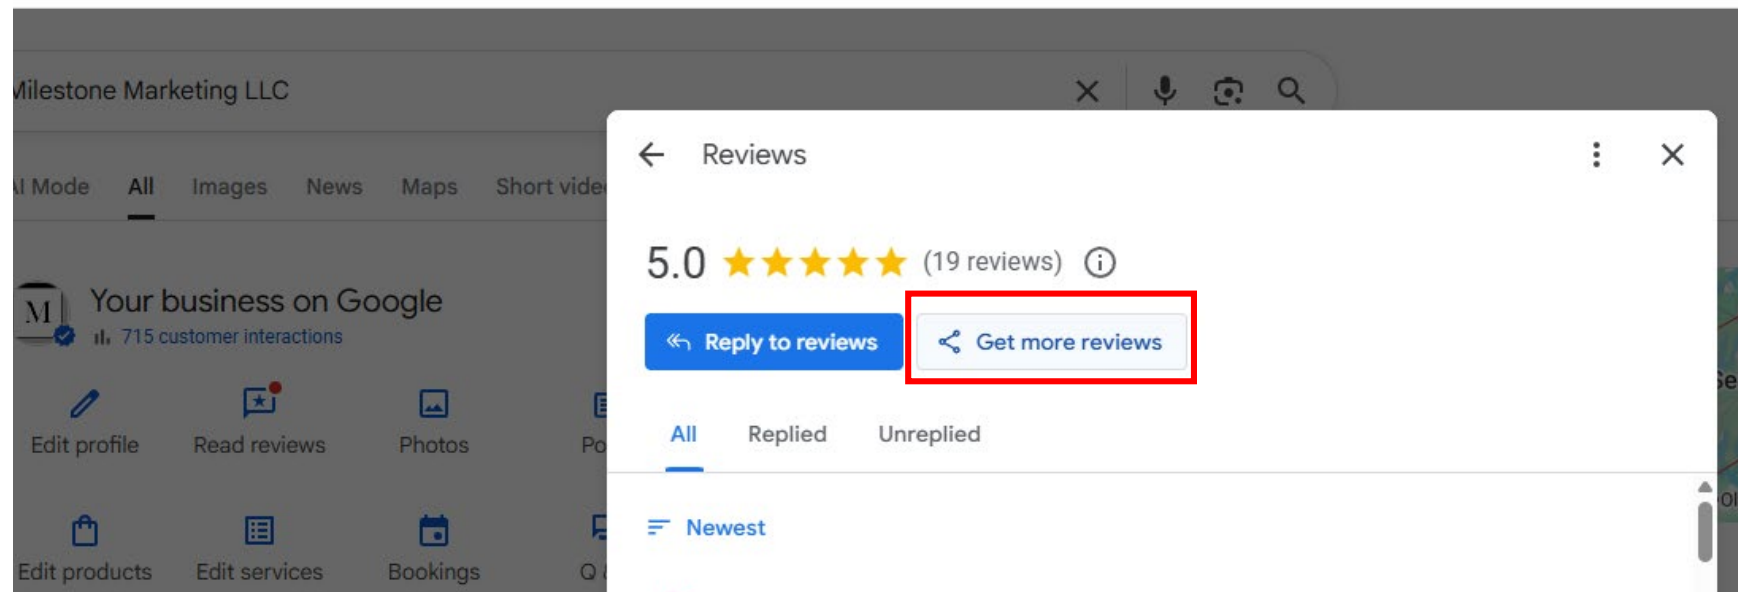 Milestone Marketing LLC
AI Mode All Images News Maps Short
Reviews
5.0 (19 reviews)
Your business on Google
715 customer interactions
M
Reply to reviews
Get more reviews
Edit profile
Read reviews
Photos
All
Replied
Unreplied
Newest
Edit products
Edit services
Bookings